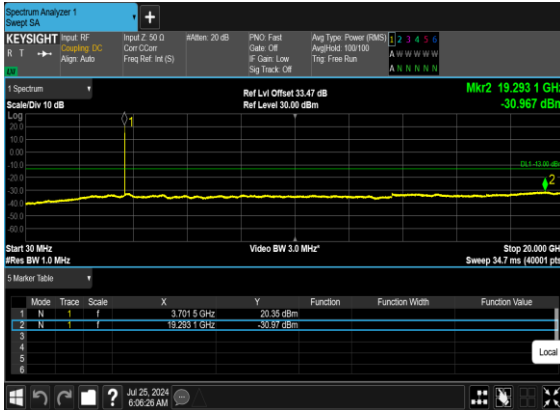 Spectrum Analyzer 1
Swept SA
+
KEYSIGHT Input: RF Input Z: 50 Ω #Atten: 20 dB PNO: Fast Avg Type: Power (RMS) 1 2 3 4 5 6
R T Coupling: DC Corr CCorr Gate: Off Avg|Hold: 100/100 A W W W W W
Align: Auto Freq Ref: Int (S) IF Gain: Low Trig: Free Run
Sig Track: Off A N N N N N
LXI
1 Spectrum
Ref Lvl Offset 33.47 dB Mkr2 19.293 1 GHz
Scale/Div 10 dB Ref Level 30.00 dBm -30.967 dBm
Log
1
20.0
10.0
0.00
-10.0
DL1 -13.00 dBm
-20.0
2
-30.0
-40.0
-50.0
-60.0
Start 30 MHz Video BW 3.0 MHz* Stop 20.000 GH
#Res BW 1.0 MHz Sweep 34.7 ms (40001 pts
5 Marker Table
Mode Trace Scale X Y Function Function Width Function Value
1 N 1 f 3.701 5 GHz 20.35 dBm
2 N 1 f 19.293 1 GHz -30.97 dBm
3
4
5
6
Local
? Jul 25, 2024
6:06:26 AM